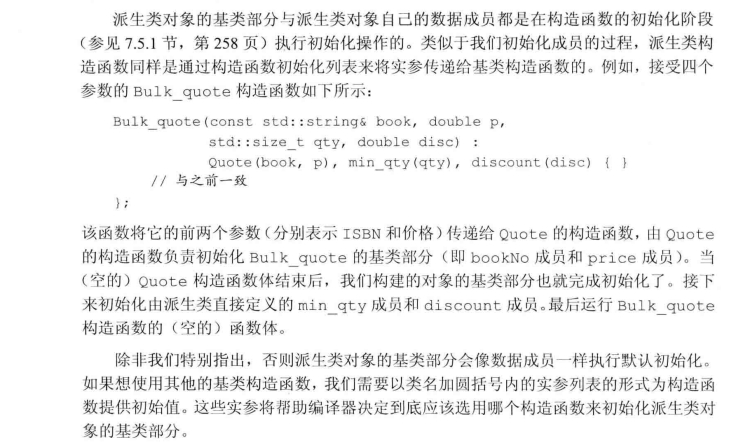 派生类对象的基类部分与派生类对象自己的数据成员都是在构造函数的初始化阶段
（参见 7.5.1 节，第 258 页）执行初始化操作的。类似于我们初始化成员的过程，派生类构
造函数同样是通过构造函数初始化列表来将实参传递给基类构造函数的。例如，接受四个
参数的 Bulk_quote 构造函数如下所示：
Bulk_quote(const std::string& book, double p,
std::size_t qty, double disc) :
Quote(book, p), min_qty(qty), discount(disc) { }
// 与之前一致
};
该函数将它的前两个参数（分别表示 ISBN 和价格）传递给 Quote 的构造函数，由 Quote
的构造函数负责初始化 Bulk_quote 的基类部分（即 bookNo 成员和 price 成员）。当
（空的）Quote 构造函数体结束后，我们构建的对象的基类部分也就完成初始化了。接下
来初始化由派生类直接定义的 min_qty 成员和 discount 成员。最后运行 Bulk_quote
构造函数的（空的）函数体。
除非我们特别指出，否则派生类对象的基类部分会像数据成员一样执行默认初始化。
如果想使用其他的基类构造函数，我们需要以类名加圆括号内的实参列表的形式为构造函
数提供初始值。这些实参将帮助编译器决定到底应该选用哪个构造函数来初始化派生类对
象的基类部分。